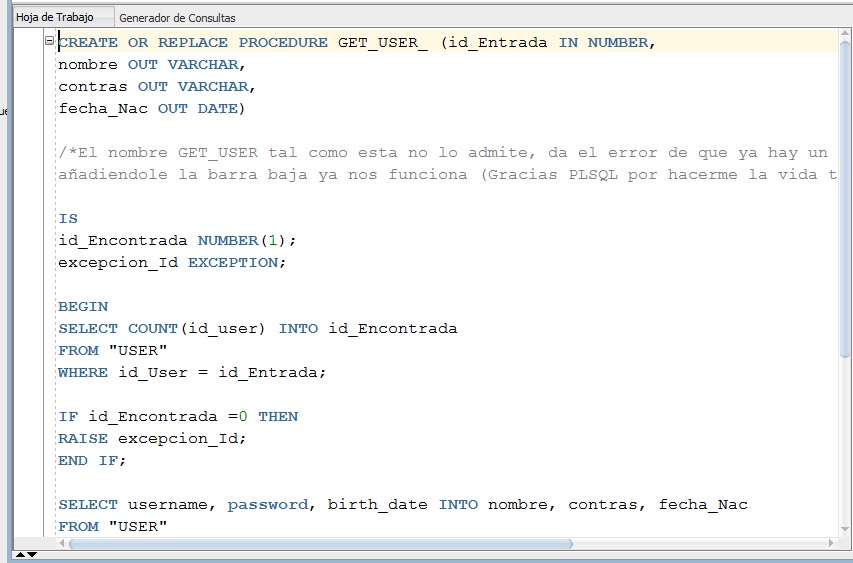 Hoja de Trabajo Generador de Consultas
CREATE OR REPLACE PROCEDURE GET_USER_ (id_Entrada IN NUMBER,
nombre OUT VARCHAR,
contras OUT VARCHAR,
fecha_Nac OUT DATE)
/*El nombre GET_USER tal como esta no lo admite, da el error de que ya hay un
añadiendole la barra baja ya nos funciona (Gracias PLSQL por hacerme la vida t
IS
id_Encontrada NUMBER(1);
excepcion_Id EXCEPTION;
BEGIN
SELECT COUNT(id_user) INTO id_Encontrada
FROM "USER"
WHERE id_User = id_Entrada;
IF id_Encontrada =0 THEN
RAISE excepcion_Id;
END IF;
SELECT username, password, birth_date INTO nombre, contras, fecha_Nac
FROM "USER"